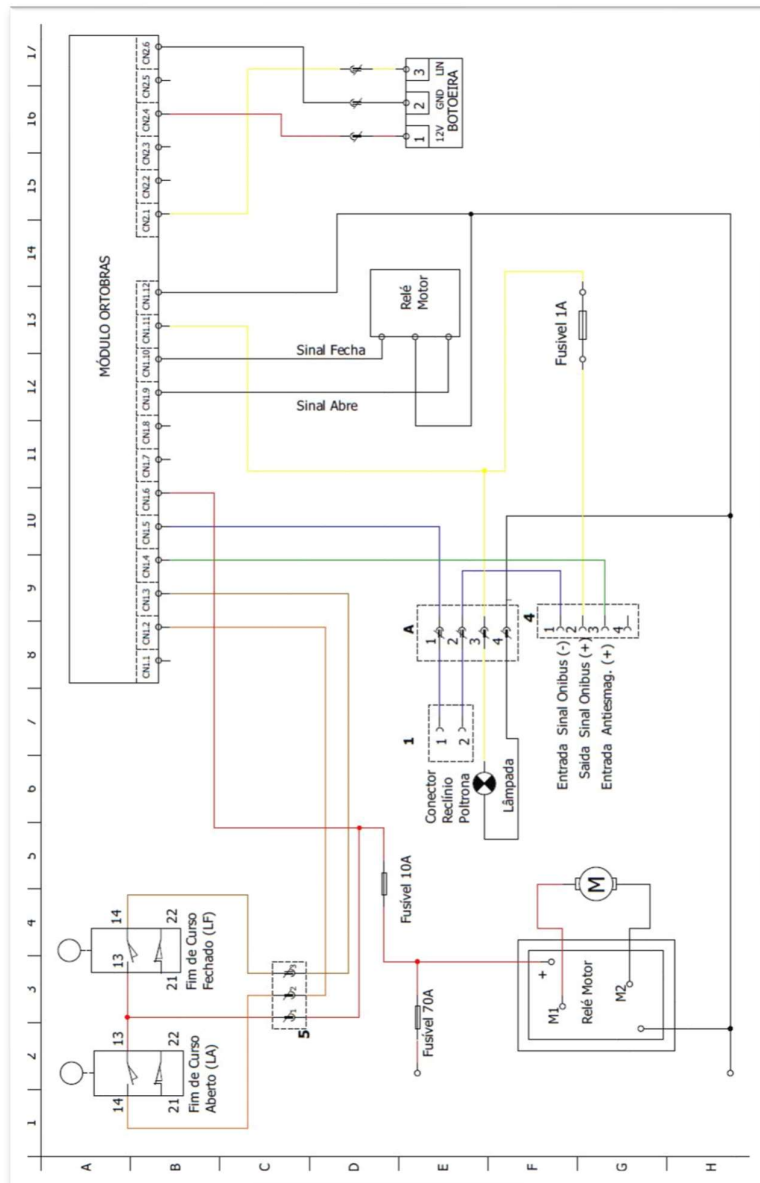 1
2
3
4
5
6
7
8
9
10
11
12
13
14
15
16
17
A
B
C
D
E
F
G
H
MÓDULO ORTOBRAS
CN1.1
CN1.2
CN1.3
CN1.4
CN1.5
CN1.6
CN1.7
CN1.8
CN1.9
CN1.10
CN1.11
CN1.12
CN2.1
CN2.2
CN2.3
CN2.4
CN2.5
CN2.6
14
13
21
22
Fim de Curso
Aberto (LA)
13
14
21
22
Fim de Curso
Fechado (LF)
5
1
2
3
Sinal Fecha
Sinal Abre
Relé
Motor
1
2
3
12V
GND
LIN
BOTOEIRA
Fusível 10A
Fusível 70A
Fusível 1A
1
1
2
Conector
Reclínio
Poltrona
Lâmpada
A
1
2
3
4
4
1
2
3
4
Entrada Sinal Onibus (-)
Saida Sinal Onibus (+)
Entrada Antiesmag. (+)
+
M1
M2
Relé Motor
M